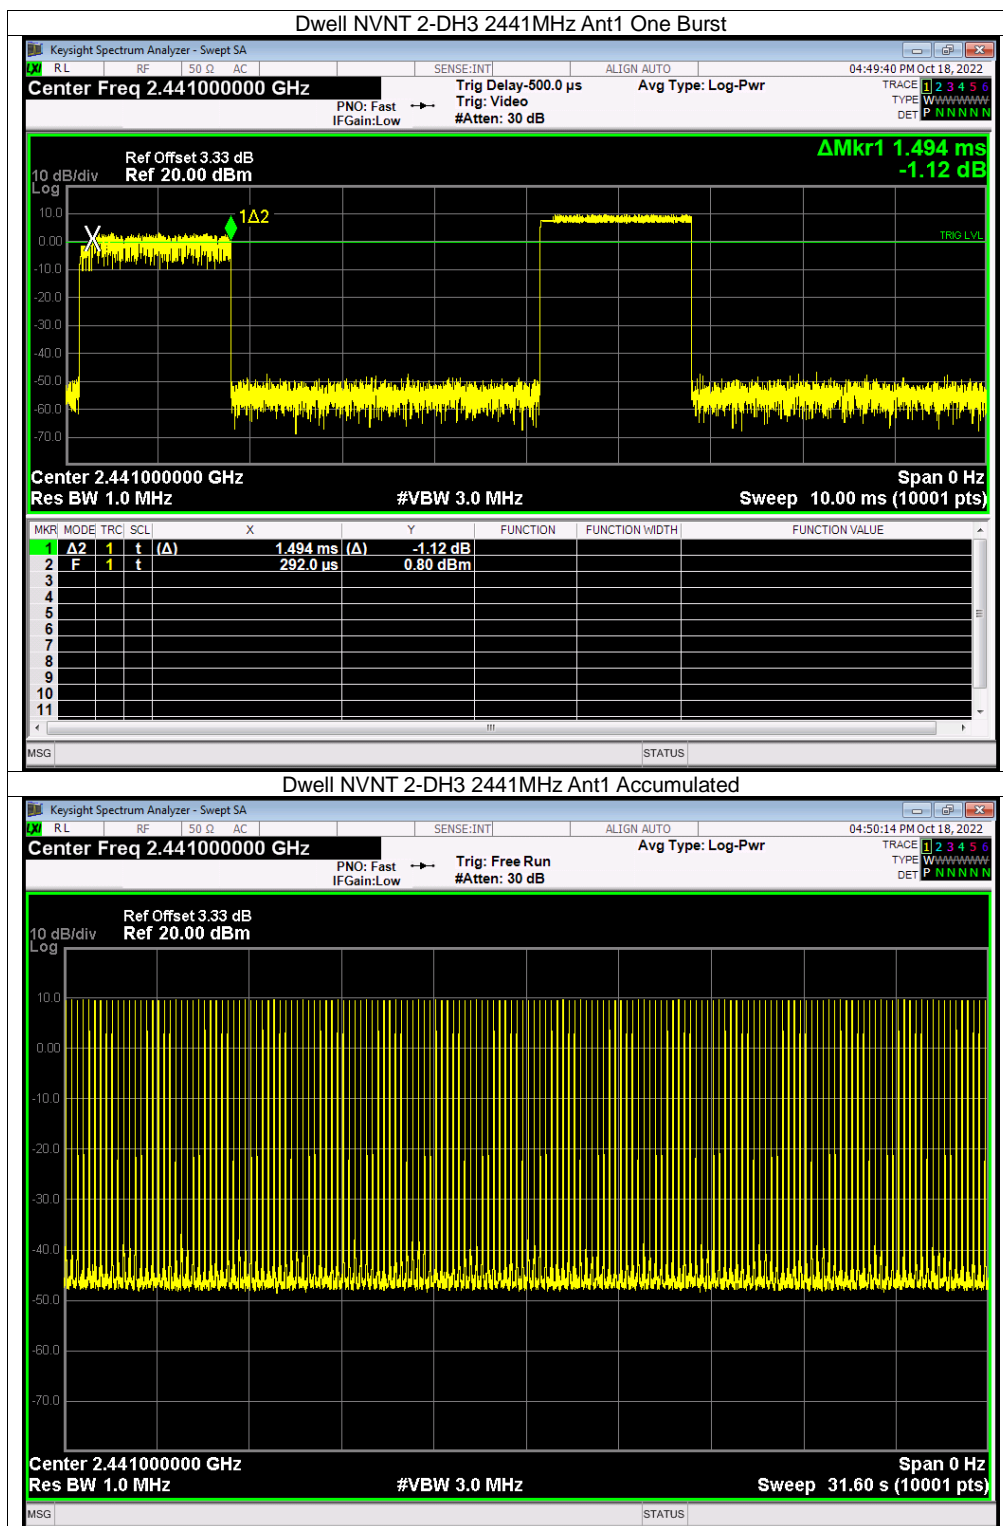 Dwell NVNT 2-DH3 2441MHz Ant1 One Burst
Keysight Spectrum Analyzer - Swept SA
LXI RL RF 50 Ω AC SENSE:INT ALIGN AUTO 04:49:40 PM Oct 18, 2022
Center Freq 2.441000000 GHz Trig Delay-500.0 µs Avg Type: Log-Pwr TRACE 1 2 3 4 5 6
PNO: Fast Trig: Video TYPE WWWWWW
IFGain:Low #Atten: 30 dB DET P N N N N N
ΔMkr1 1.494 ms
-1.12 dB
Ref Offset 3.33 dB
10 dB/div Ref 20.00 dBm
Log
10.0
1Δ2
0.00
TRIG LVL
-10.0
-20.0
-30.0
-40.0
-50.0
-60.0
-70.0
Center 2.441000000 GHz Span 0 Hz
Res BW 1.0 MHz #VBW 3.0 MHz Sweep 10.00 ms (10001 pts)
MKR MODE TRC SCL X Y FUNCTION FUNCTION WIDTH FUNCTION VALUE
1 Δ2 1 t (Δ) 1.494 ms (Δ) -1.12 dB
2 F 1 t 292.0 µs 0.80 dBm
3
4
5
6
7
8
9
10
11
MSG STATUS
Dwell NVNT 2-DH3 2441MHz Ant1 Accumulated
Keysight Spectrum Analyzer - Swept SA
LXI RL RF 50 Ω AC SENSE:INT ALIGN AUTO 04:50:14 PM Oct 18, 2022
Center Freq 2.441000000 GHz Avg Type: Log-Pwr TRACE 1 2 3 4 5 6
PNO: Fast Trig: Free Run TYPE WWWWWW
IFGain:Low #Atten: 30 dB DET P N N N N N
Ref Offset 3.33 dB
10 dB/div Ref 20.00 dBm
Log
10.0
0.00
-10.0
-20.0
-30.0
-40.0
-50.0
-60.0
-70.0
Center 2.441000000 GHz Span 0 Hz
Res BW 1.0 MHz #VBW 3.0 MHz Sweep 31.60 s (10001 pts)
MSG STATUS